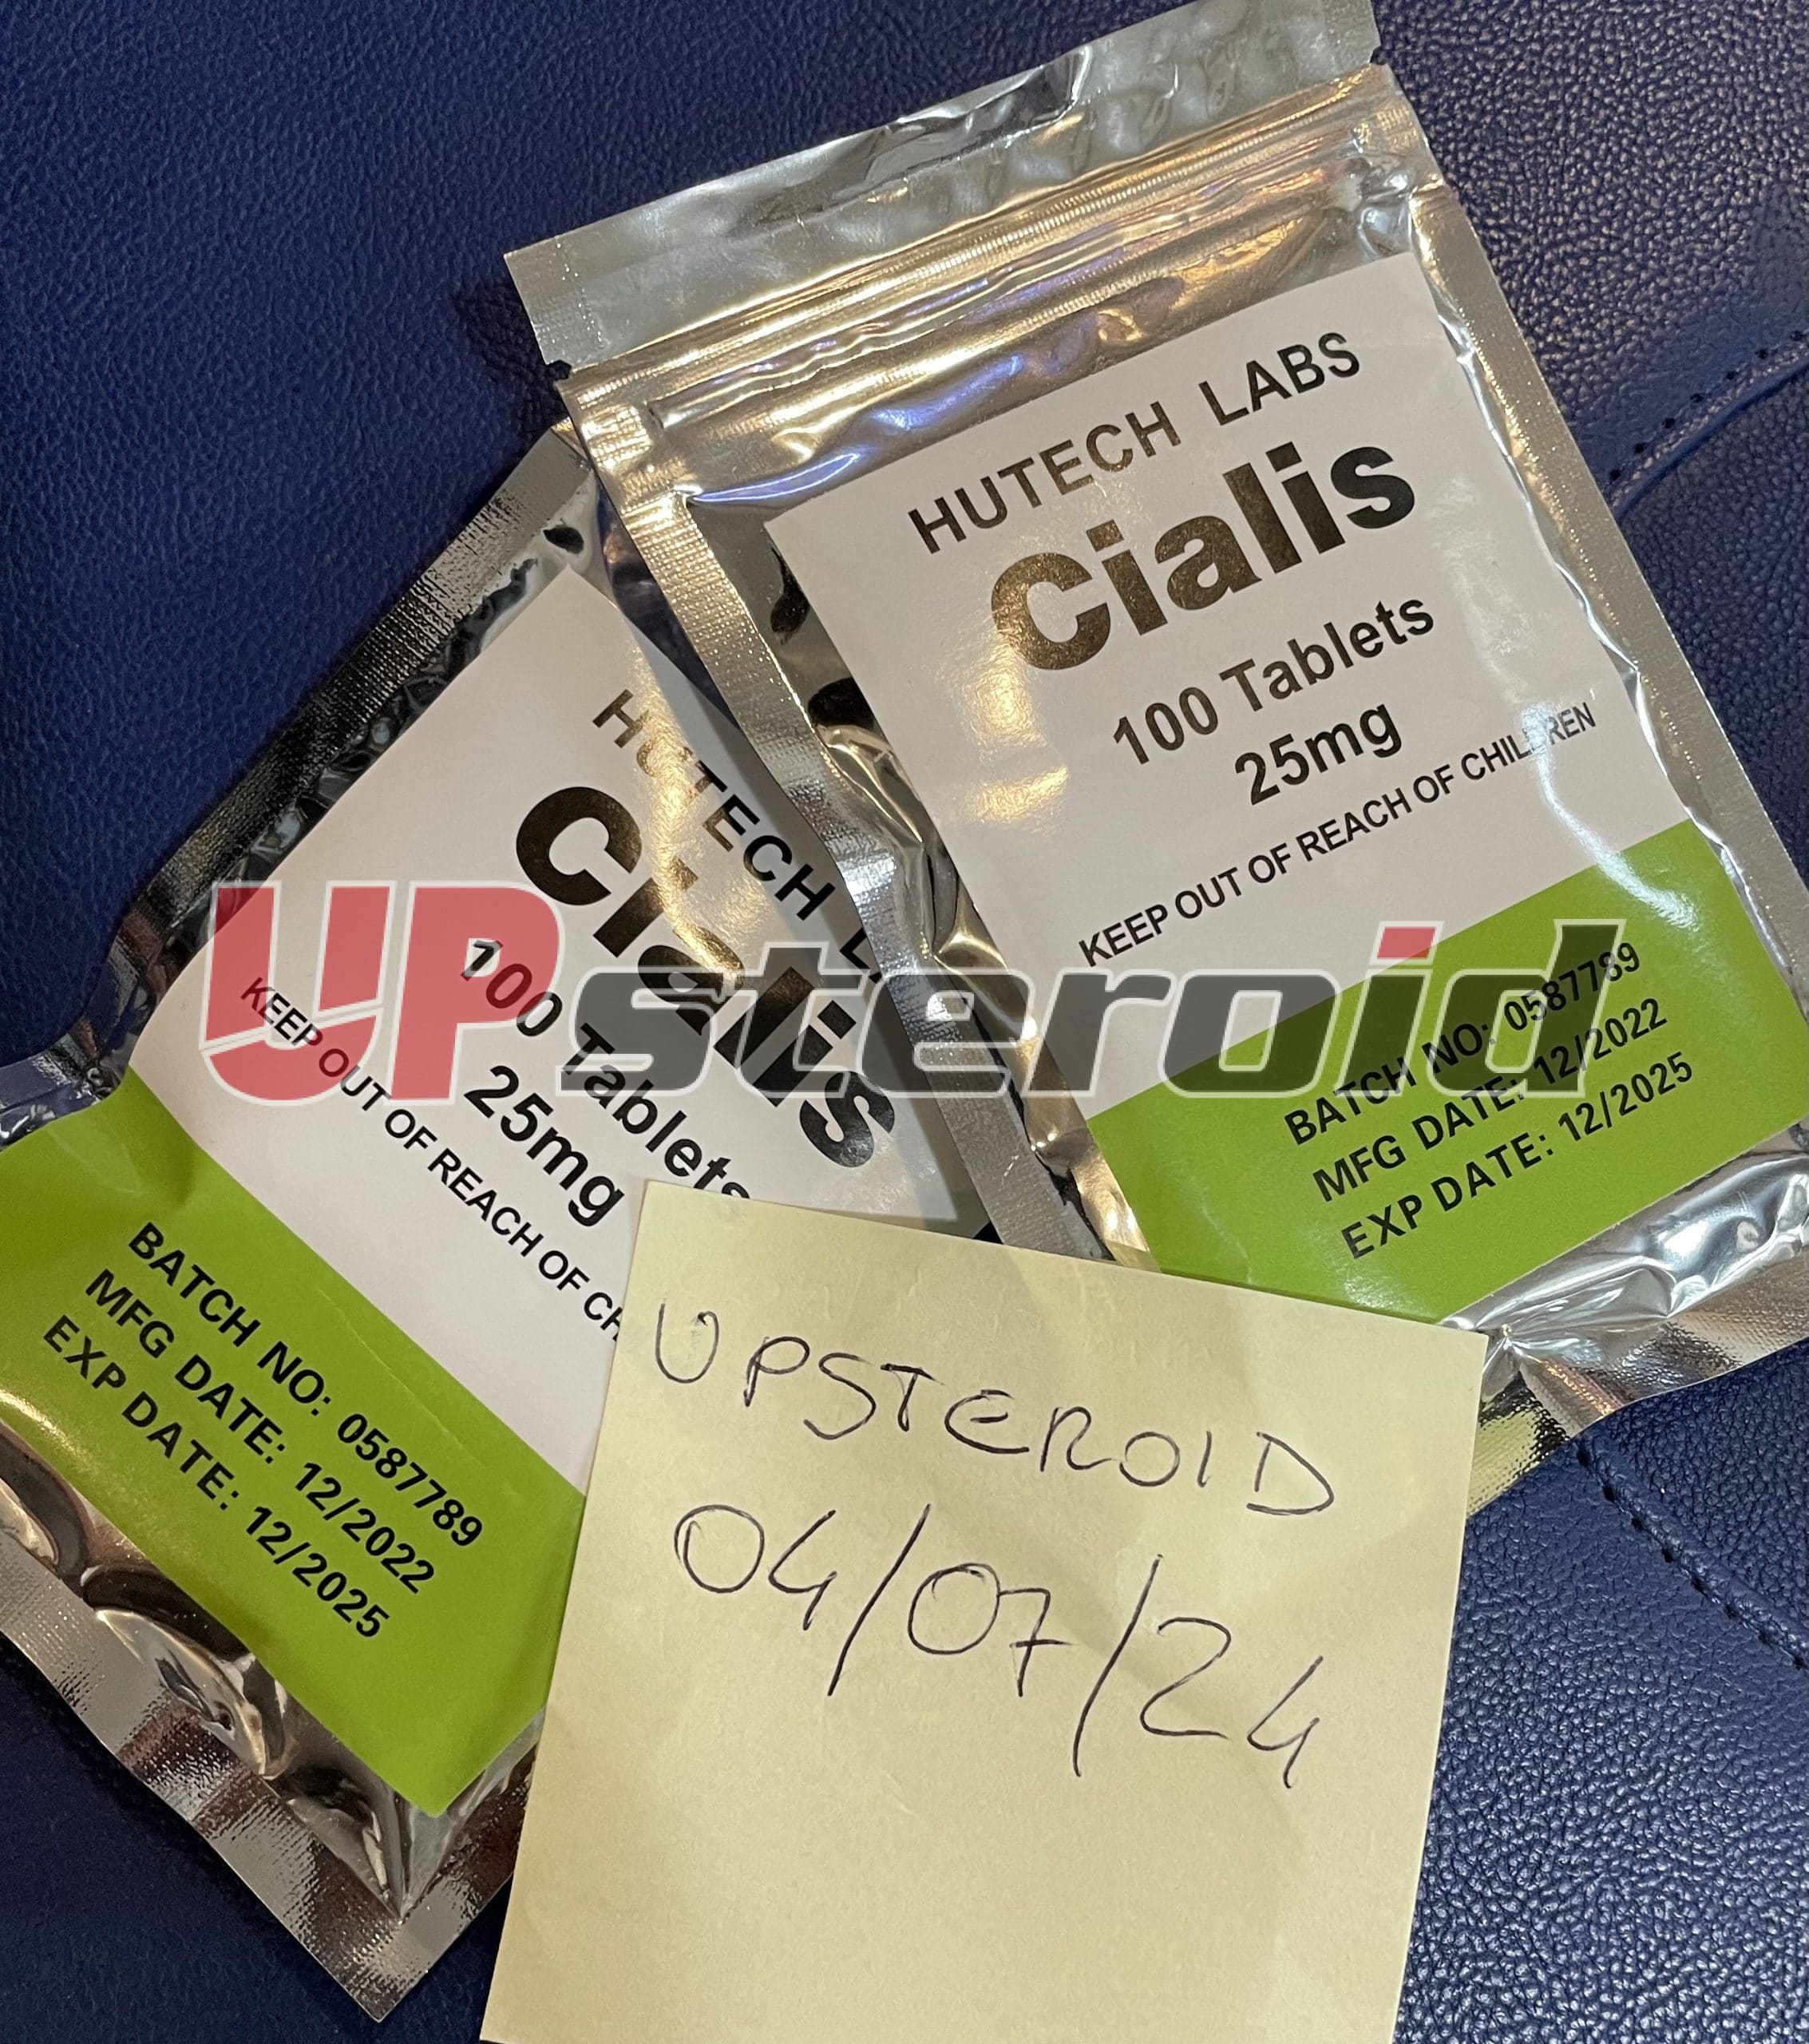 HUTECH LABS
Cialis
100 Tablets
25mg
KEEP OUT OF REACH OF CHILDREN
BATCH NO: 0587789
MFG DATE: 12/2022
EXP DATE: 12/2025
HUTECH LA
Cialis
100 Tablets
25mg
KEEP OUT OF REACH OF CH
BATCH NO: 0587789
MFG DATE: 12/2022
EXP DATE: 12/2025
UPsteroid
UPSTEROID
04/07/24